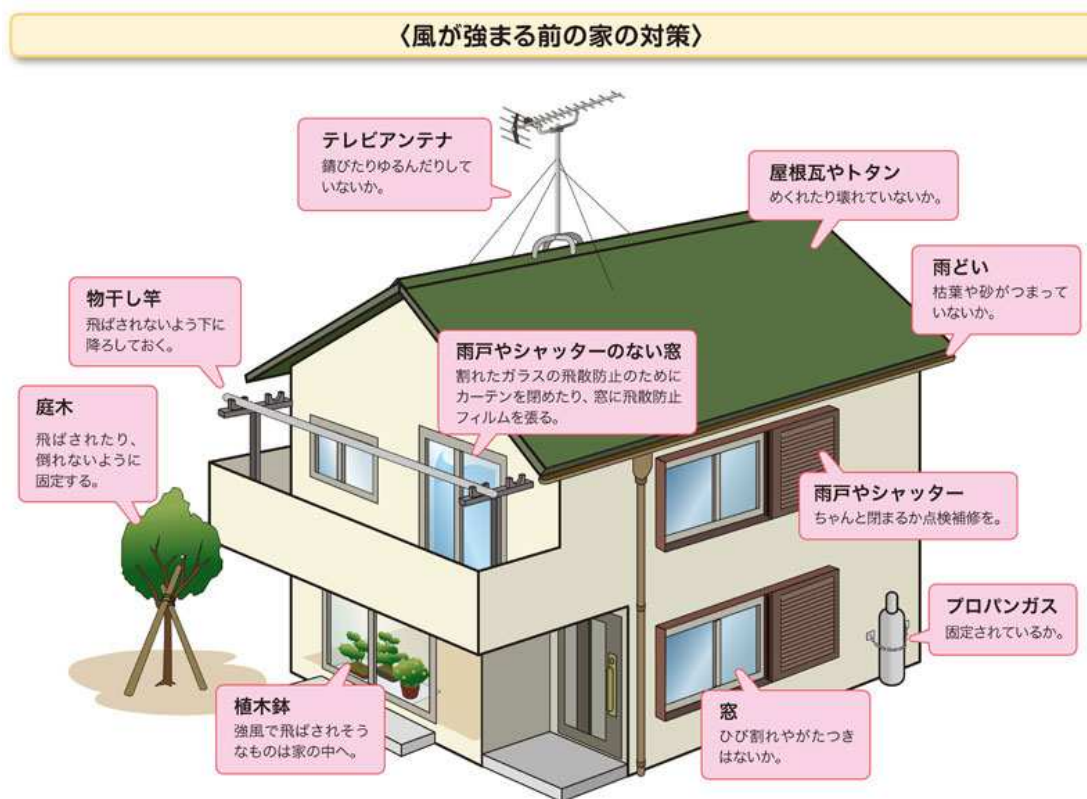 〈風が強まる前の家の対策〉
テレビアンテナ
錆びたりゆるんだりして
いないか。
屋根瓦やトタン
めくれたり壊れていないか。
雨どい
枯葉や砂がつまって
いないか。
物干し竿
飛ばされないよう下に
降ろしておく。
雨戸やシャッターのない窓
割れたガラスの飛散防止のために
カーテンを閉めたり、窓に飛散防止
フィルムを張る。
庭木
飛ばされたり、
倒れないように
固定する。
雨戸やシャッター
ちゃんと閉まるか点検補修を。
プロパンガス
固定されているか。
植木鉢
強風で飛ばされそう
なものは家の中へ。
窓
ひび割れやがたつき
はないか。